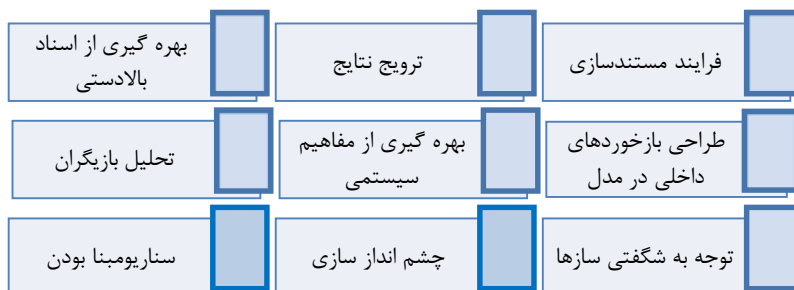 فرایند مستندسازی
ترویج نتایج
بهره گیری از اسناد
بالادستی
طراحی بازخوردهای
داخلی در مدل
بهره گیری از مفاهیم
سیستمی
تحلیل بازیگران
توجه به شگفتی سازها
چشم انداز سازی
سناریومبنا بودن